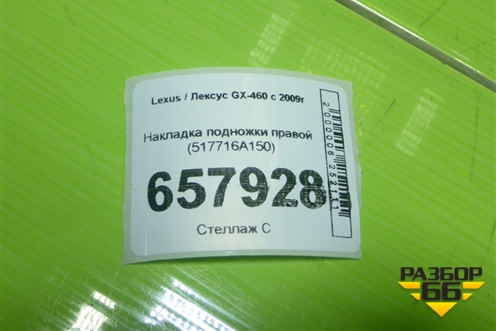 Lexus / Лексус GX-460 с 2009г
Накладка подножки правой
(517716A150)
657928
Стеллаж С
РАЗБОР
66